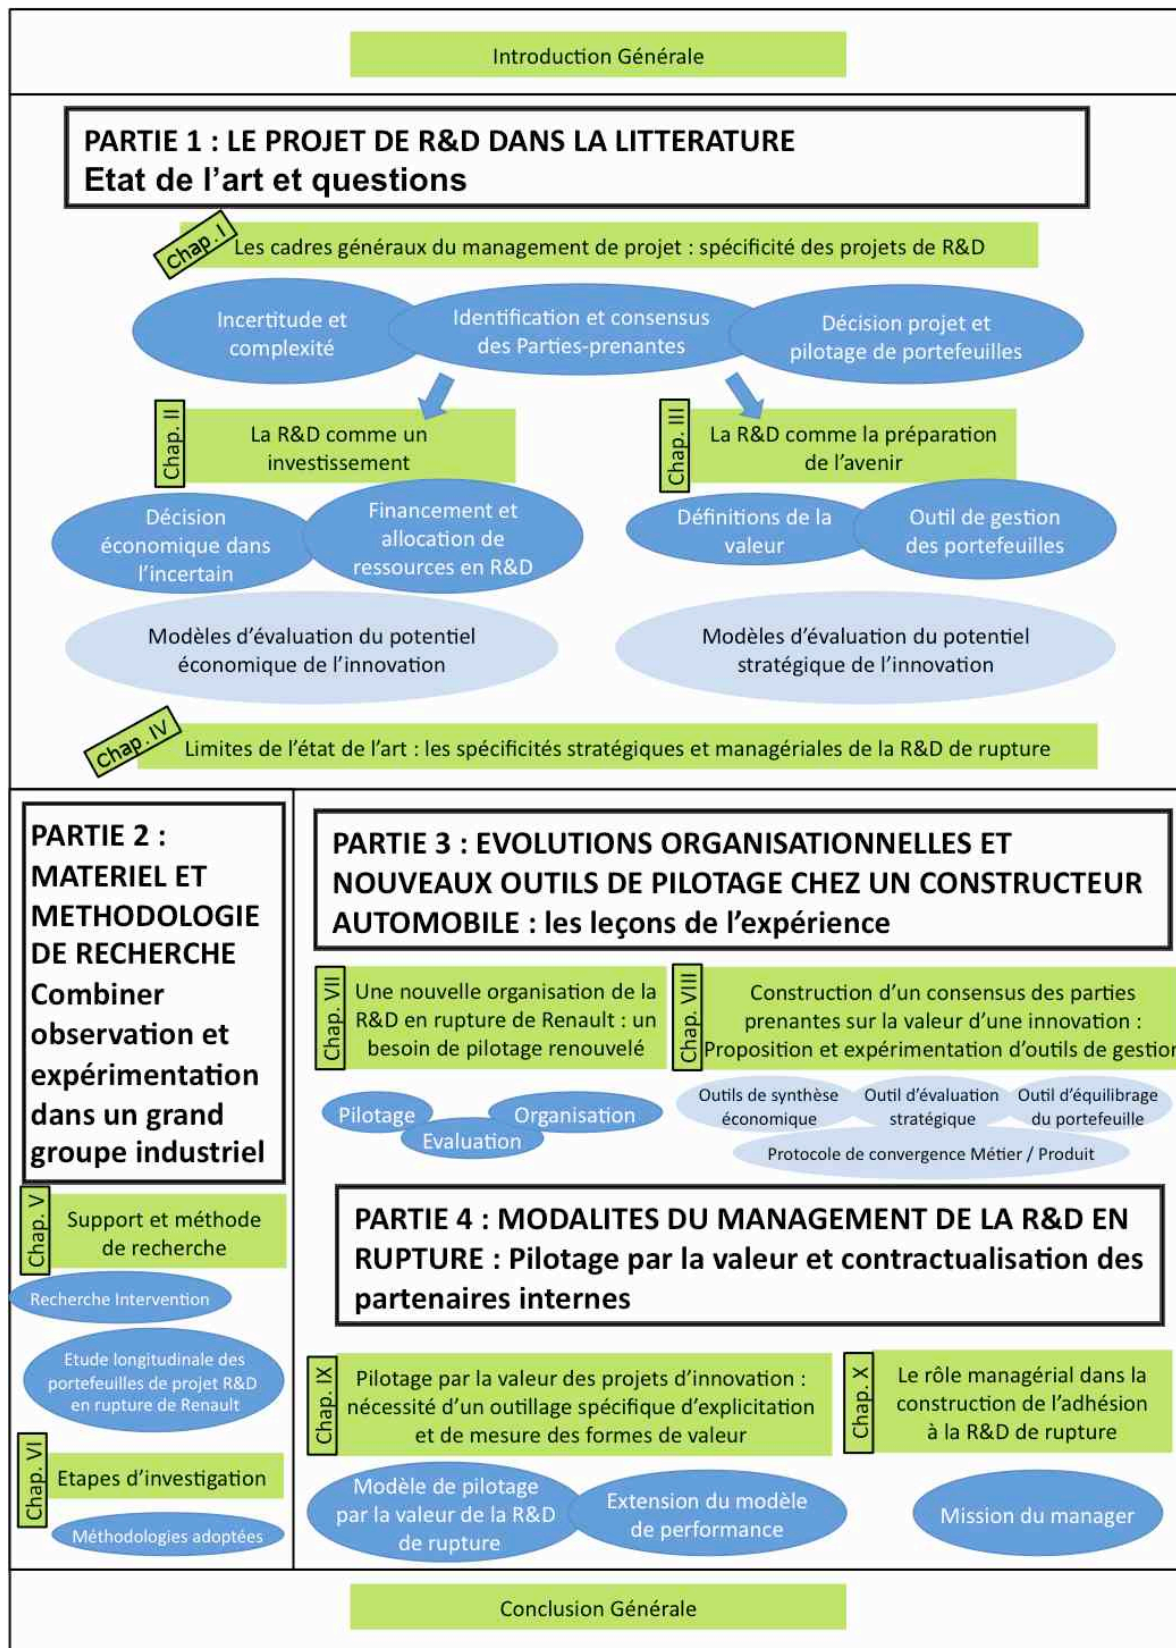 Introduction Générale
PARTIE 1 : LE PROJET DE R&D DANS LA LITTERATURE
Etat de l'art et questions
Chap. I
Les cadres généraux du management de projet : spécificité des projets de R&D
Incertitude et
complexité
Identification et consensus
des Parties-prenantes
Décision projet et
pilotage de portefeuilles
Chap. II
La R&D comme un
investissement
Chap. III
La R&D comme la préparation
de l'avenir
Décision
économique dans
l'incertain
Financement et
allocation de
ressources en R&D
Définitions de la
valeur
Outil de gestion
des portefeuilles
Modèles d'évaluation du potentiel
économique de l'innovation
Modèles d'évaluation du potentiel
stratégique de l'innovation
Chap. IV
Limites de l'état de l'art : les spécificités stratégiques et managériales de la R&D de rupture
PARTIE 2 :
MATERIEL ET
METHODOLOGIE
DE RECHERCHE
Combiner
observation et
expérimentation
dans un grand
groupe industriel
Chap. V
Support et méthode
de recherche
Recherche Intervention
Etude longitudinale des
portefeuilles de projet R&D
en rupture de Renault
Chap. VI
Etapes d'investigation
Méthodologies adoptées
PARTIE 3 : EVOLUTIONS ORGANISATIONNELLES ET
NOUVEAUX OUTILS DE PILOTAGE CHEZ UN CONSTRUCTEUR
AUTOMOBILE : les leçons de l'expérience
Chap. VII
Une nouvelle organisation de la
R&D en rupture de Renault : un
besoin de pilotage renouvelé
Pilotage
Evaluation
Organisation
Chap. VIII
Construction d'un consensus des parties
prenantes sur la valeur d'une innovation :
Proposition et expérimentation d'outils de gestion
Outils de synthèse
économique
Outil d'évaluation
stratégique
Outil d'équilibrage
du portefeuille
Protocole de convergence Métier / Produit
PARTIE 4 : MODALITES DU MANAGEMENT DE LA R&D EN
RUPTURE : Pilotage par la valeur et contractualisation des
partenaires internes
Chap. IX
Pilotage par la valeur des projets d'innovation :
nécessité d'un outillage spécifique d'explicitation
et de mesure des formes de valeur
Modèle de pilotage
par la valeur de la R&D
de rupture
Extension du modèle
de performance
Chap. X
Le rôle managérial dans la
construction de l'adhésion
à la R&D de rupture
Mission du manager
Conclusion Générale